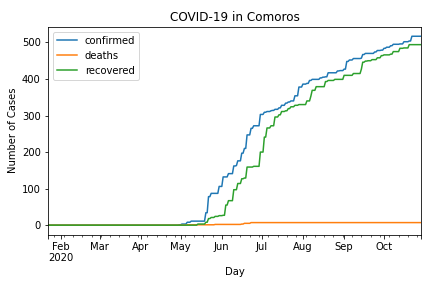 COVID-19 in Comoros
confirmed
deaths
recovered
Number of Cases
500
400
300
200
100
0
Feb Mar Apr May Jun Jul Aug Sep Oct
2020
Day